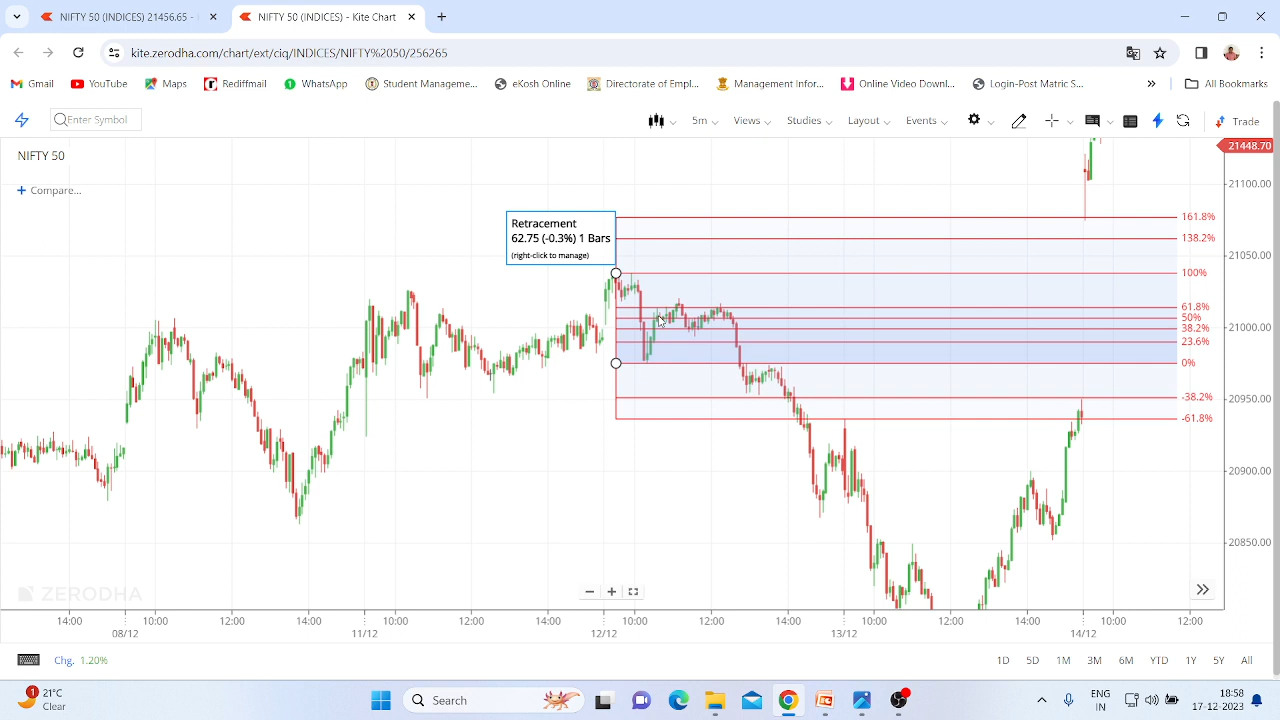 NIFTY (INDICES) | 21456.65 -
NIFTY 50 (INDICES) - Kite Chart
kite.zerodha.com/chart/ext/ciq/INDICES/NIFTY%2050/256265
Gmail
YouTube
Maps
Rediffmail
WhatsApp
Student Manageme...
eKosh Online
Directorate of Empl...
Management Infor...
Online Video Downl...
Login-Post Matric S...
All Bookmarks
Enter Symbol
5m
Views
Studies
Layout
Events
Trade
NIFTY 50
Compare...
21448.70
21100.00
21050.00
21000.00
20950.00
20900.00
20850.00
Retracement
62.75 (-0.3%) 1 Bars
(right-click to manage)
161.8%
138.2%
100%
61.8%
50%
38.2%
23.6%
0%
-38.2%
-61.8%
ZERODHA
14:00 10:00 12:00 14:00 10:00 12:00 14:00 10:00 12:00 14:00 10:00 12:00 14:00 10:00 12:00
08/12 11/12 12/12 13/12 14/12
Chg. 1.20%
1D 5D 1M 3M 6M YTD 1Y 5Y All
1
21°C
Clear
Search
ENG
IN
18:58
17-12-2023